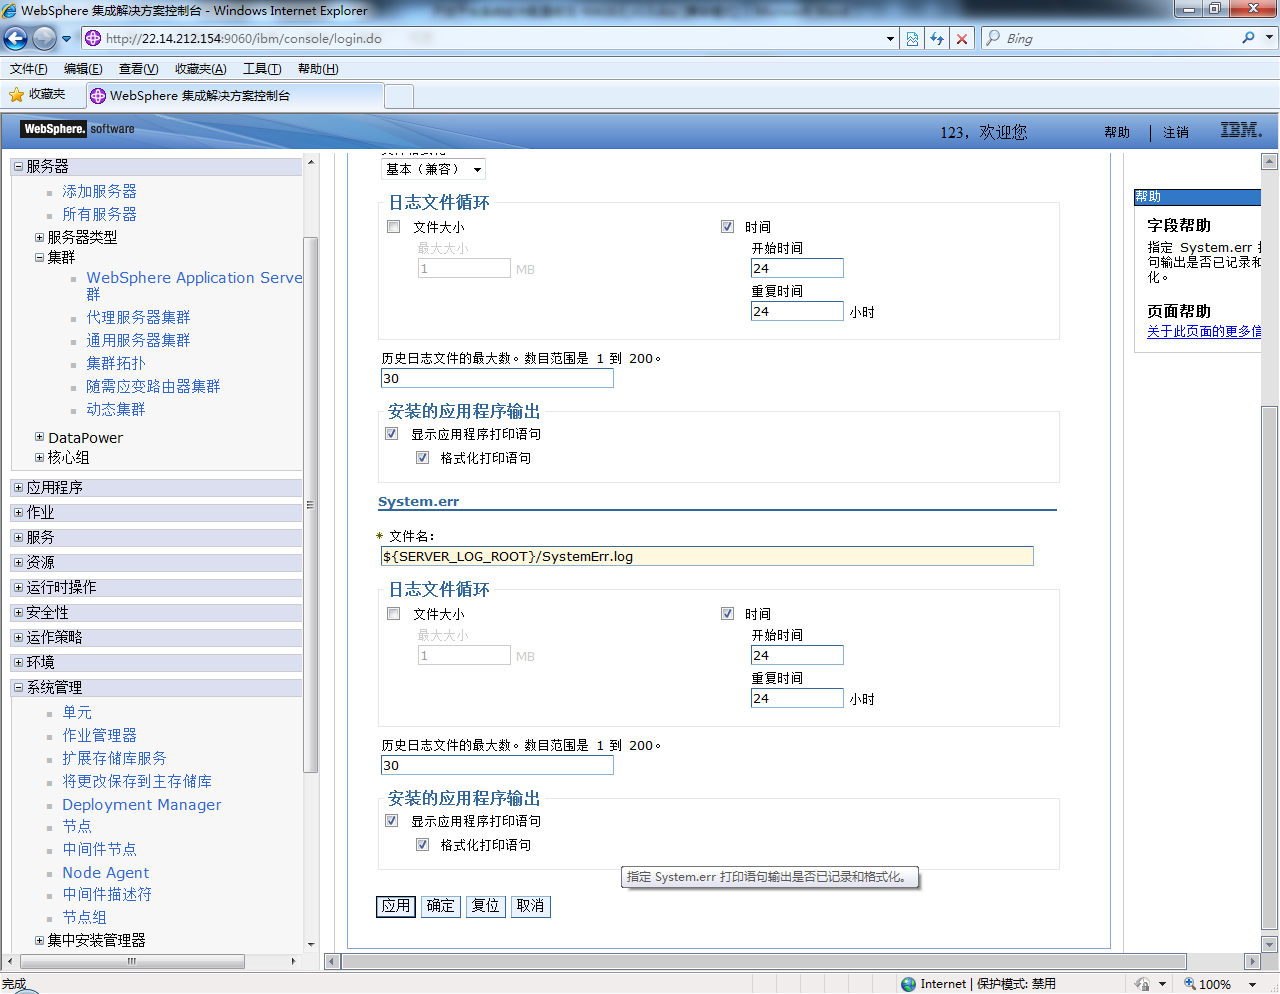 WebSphere 集成解决方案控制台 - Windows Internet Explorer
http://22.14.212.154:9060/ibm/console/login.do
Bing
文件(F) 编辑(E) 查看(V) 收藏夹(A) 工具(T) 帮助(H)
收藏夹
WebSphere 集成解决方案控制台
WebSphere. software
123，欢迎您
帮助
注销
IBM.
服务器
添加服务器
所有服务器
服务器类型
集群
WebSphere Application Serve
群
代理服务器集群
通用服务器集群
集群拓扑
随需应变路由器集群
动态集群
DataPower
核心组
应用程序
作业
服务
资源
运行时操作
安全性
运作策略
环境
系统管理
单元
作业管理器
扩展存储库服务
将更改保存到主存储库
Deployment Manager
节点
中间件节点
Node Agent
中间件描述符
节点组
集中安装管理器
基本（兼容）
日志文件循环
文件大小
最大大小
1 MB
时间
开始时间
24
重复时间
24 小时
历史日志文件的最大数。数目范围是 1 到 200。
30
安装的应用程序输出
显示应用程序打印语句
格式化打印语句
System.err
* 文件名：
${SERVER_LOG_ROOT}/SystemErr.log
日志文件循环
文件大小
最大大小
1 MB
时间
开始时间
24
重复时间
24 小时
历史日志文件的最大数。数目范围是 1 到 200。
30
安装的应用程序输出
显示应用程序打印语句
格式化打印语句
指定 System.err 打印语句输出是否已记录和格式化。
应用 确定 复位 取消
帮助
字段帮助
指定 System.err
句输出是否已记录和
化。
页面帮助
关于此页面的更多信
完成
Internet | 保护模式: 禁用
100%